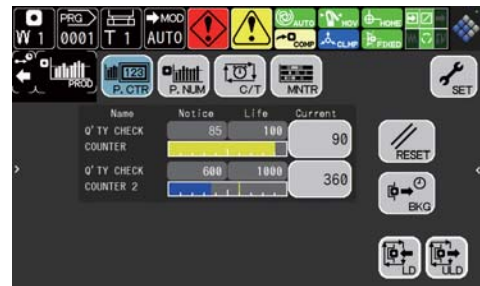 W 1
PRG
0001
T 1
MOD
AUTO
AUTO
MOV
HOME
COMP
CLMP
FIXED
PROD
123
P. CTR
P. NUM
C/T
MNTR
SET
Name Notice Life Current
Q'TY CHECK COUNTER 85 100 90
Q'TY CHECK COUNTER 2 600 1000 360
RESET
BKG
LD
ULD